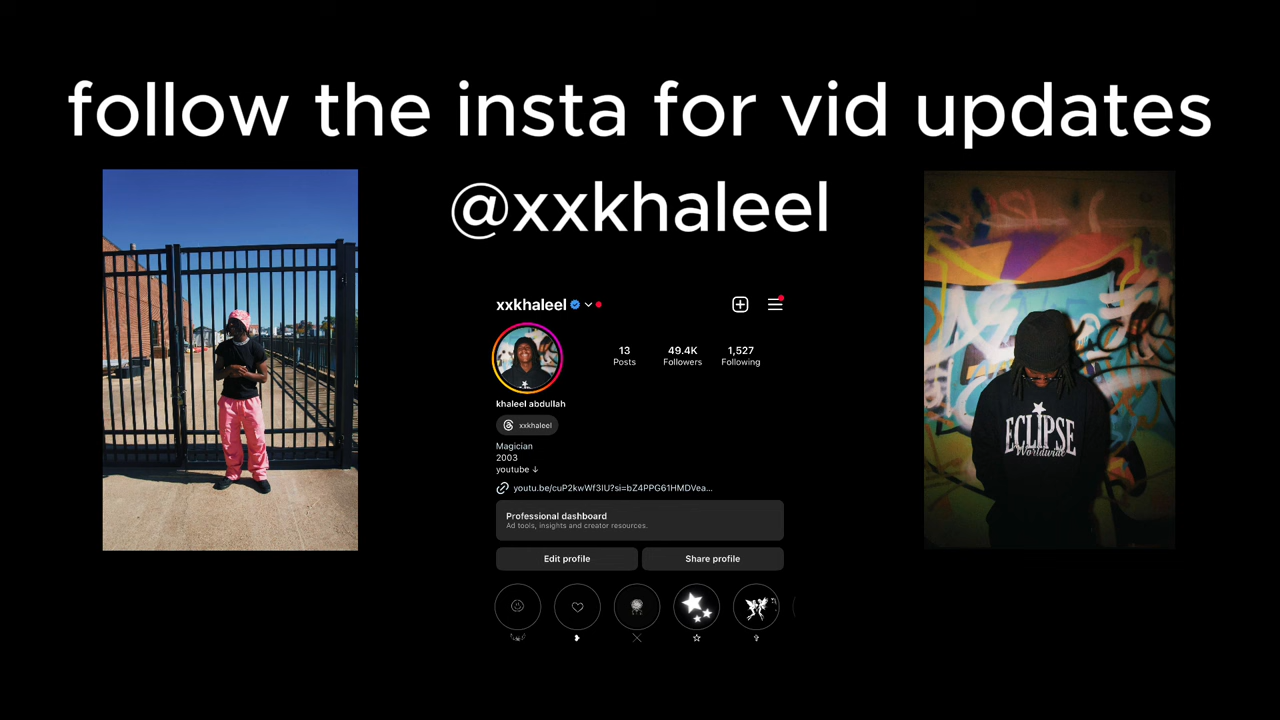 follow the insta for vid updates
@xxkhaleel
xxkhaleel
13 49.4K 1,527
Posts Followers Following
khaleel abdullah
xxkhaleel
Magician
2003
youtube ↓
youtu.be/cuP2kwWf3IU?si=bZ4PPG61HMDVea...
Professional dashboard
Ad tools, insights and creator resources.
Edit profile Share profile
ECLIPSE
Worldwide